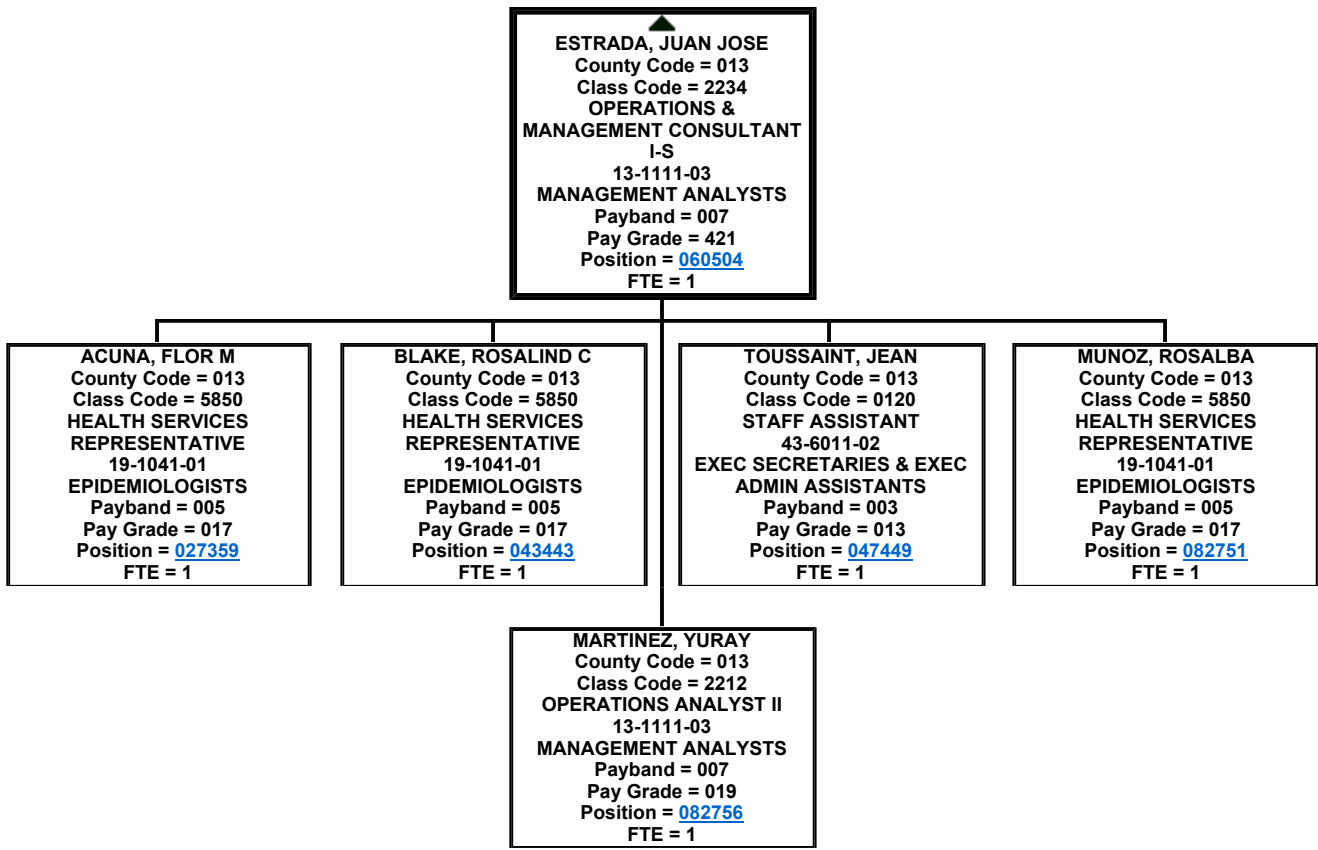 ESTRADA, JUAN JOSE
County Code = 013
Class Code = 2234
OPERATIONS &
MANAGEMENT CONSULTANT
I-S
13-1111-03
MANAGEMENT ANALYSTS
Payband = 007
Pay Grade = 421
Position = 060504
FTE = 1
ACUNA, FLOR M
County Code = 013
Class Code = 5850
HEALTH SERVICES
REPRESENTATIVE
19-1041-01
EPIDEMIOLOGISTS
Payband = 005
Pay Grade = 017
Position = 027359
FTE = 1
BLAKE, ROSALIND C
County Code = 013
Class Code = 5850
HEALTH SERVICES
REPRESENTATIVE
19-1041-01
EPIDEMIOLOGISTS
Payband = 005
Pay Grade = 017
Position = 043443
FTE = 1
TOUSSAINT, JEAN
County Code = 013
Class Code = 0120
STAFF ASSISTANT
43-6011-02
EXEC SECRETARIES & EXEC
ADMIN ASSISTANTS
Payband = 003
Pay Grade = 013
Position = 047449
FTE = 1
MUNOZ, ROSALBA
County Code = 013
Class Code = 5850
HEALTH SERVICES
REPRESENTATIVE
19-1041-01
EPIDEMIOLOGISTS
Payband = 005
Pay Grade = 017
Position = 082751
FTE = 1
MARTINEZ, YURAY
County Code = 013
Class Code = 2212
OPERATIONS ANALYST II
13-1111-03
MANAGEMENT ANALYSTS
Payband = 007
Pay Grade = 019
Position = 082756
FTE = 1